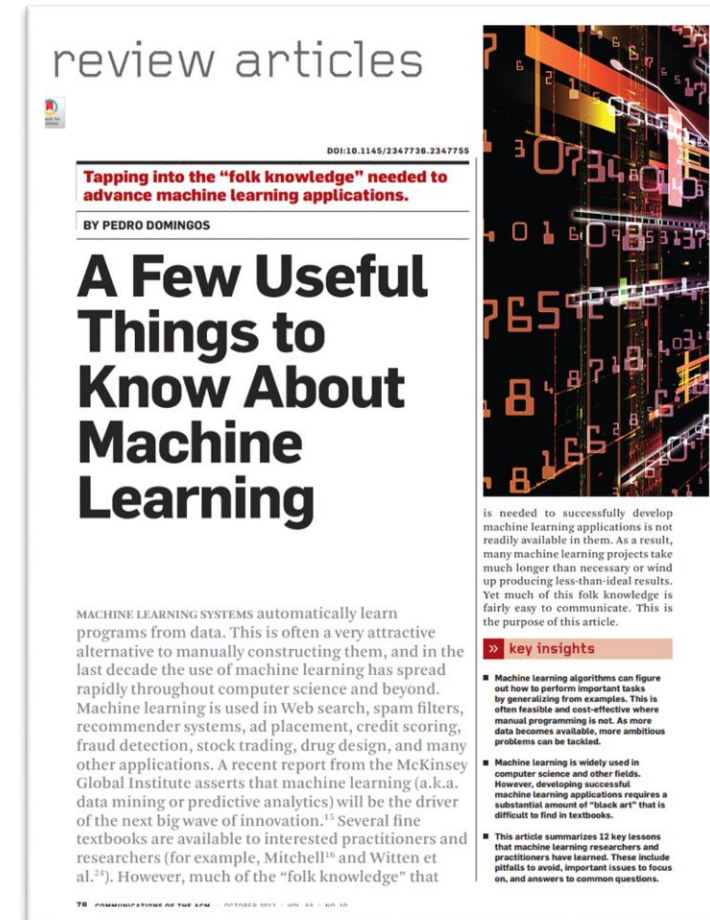 review articles
DOI:10.1145/2347736.2347755
Tapping into the “folk knowledge” needed to
advance machine learning applications.
BY PEDRO DOMINGOS
A Few Useful
Things to
Know About
Machine
Learning
MACHINE LEARNING SYSTEMS automatically learn
programs from data. This is often a very attractive
alternative to manually constructing them, and in the
last decade the use of machine learning has spread
rapidly throughout computer science and beyond.
Machine learning is used in Web search, spam filters,
recommender systems, ad placement, credit scoring,
fraud detection, stock trading, drug design, and many
other applications. A recent report from the McKinsey
Global Institute asserts that machine learning (a.k.a.
data mining or predictive analytics) will be the driver
of the next big wave of innovation.15 Several fine
textbooks are available to interested practitioners and
researchers (for example, Mitchell16 and Witten et
al.24). However, much of the “folk knowledge” that
is needed to successfully develop
machine learning applications is not
readily available in them. As a result,
many machine learning projects take
much longer than necessary or wind
up producing less-than-ideal results.
Yet much of this folk knowledge is
fairly easy to communicate. This is
the purpose of this article.
» key insights
■ Machine learning algorithms can figure
out how to perform important tasks
by generalizing from examples. This is
often feasible and cost-effective where
manual programming is not. As more
data becomes available, more ambitious
problems can be tackled.
■ Machine learning is widely used in
computer science and other fields.
However, developing successful
machine learning applications requires a
substantial amount of “black art” that is
difficult to find in textbooks.
■ This article summarizes 12 key lessons
that machine learning researchers and
practitioners have learned. These include
pitfalls to avoid, important issues to focus
on, and answers to common questions.
78 COMMUNICATIONS OF THE ACM | OCTOBER 2012 | VOL. 55 | NO. 10